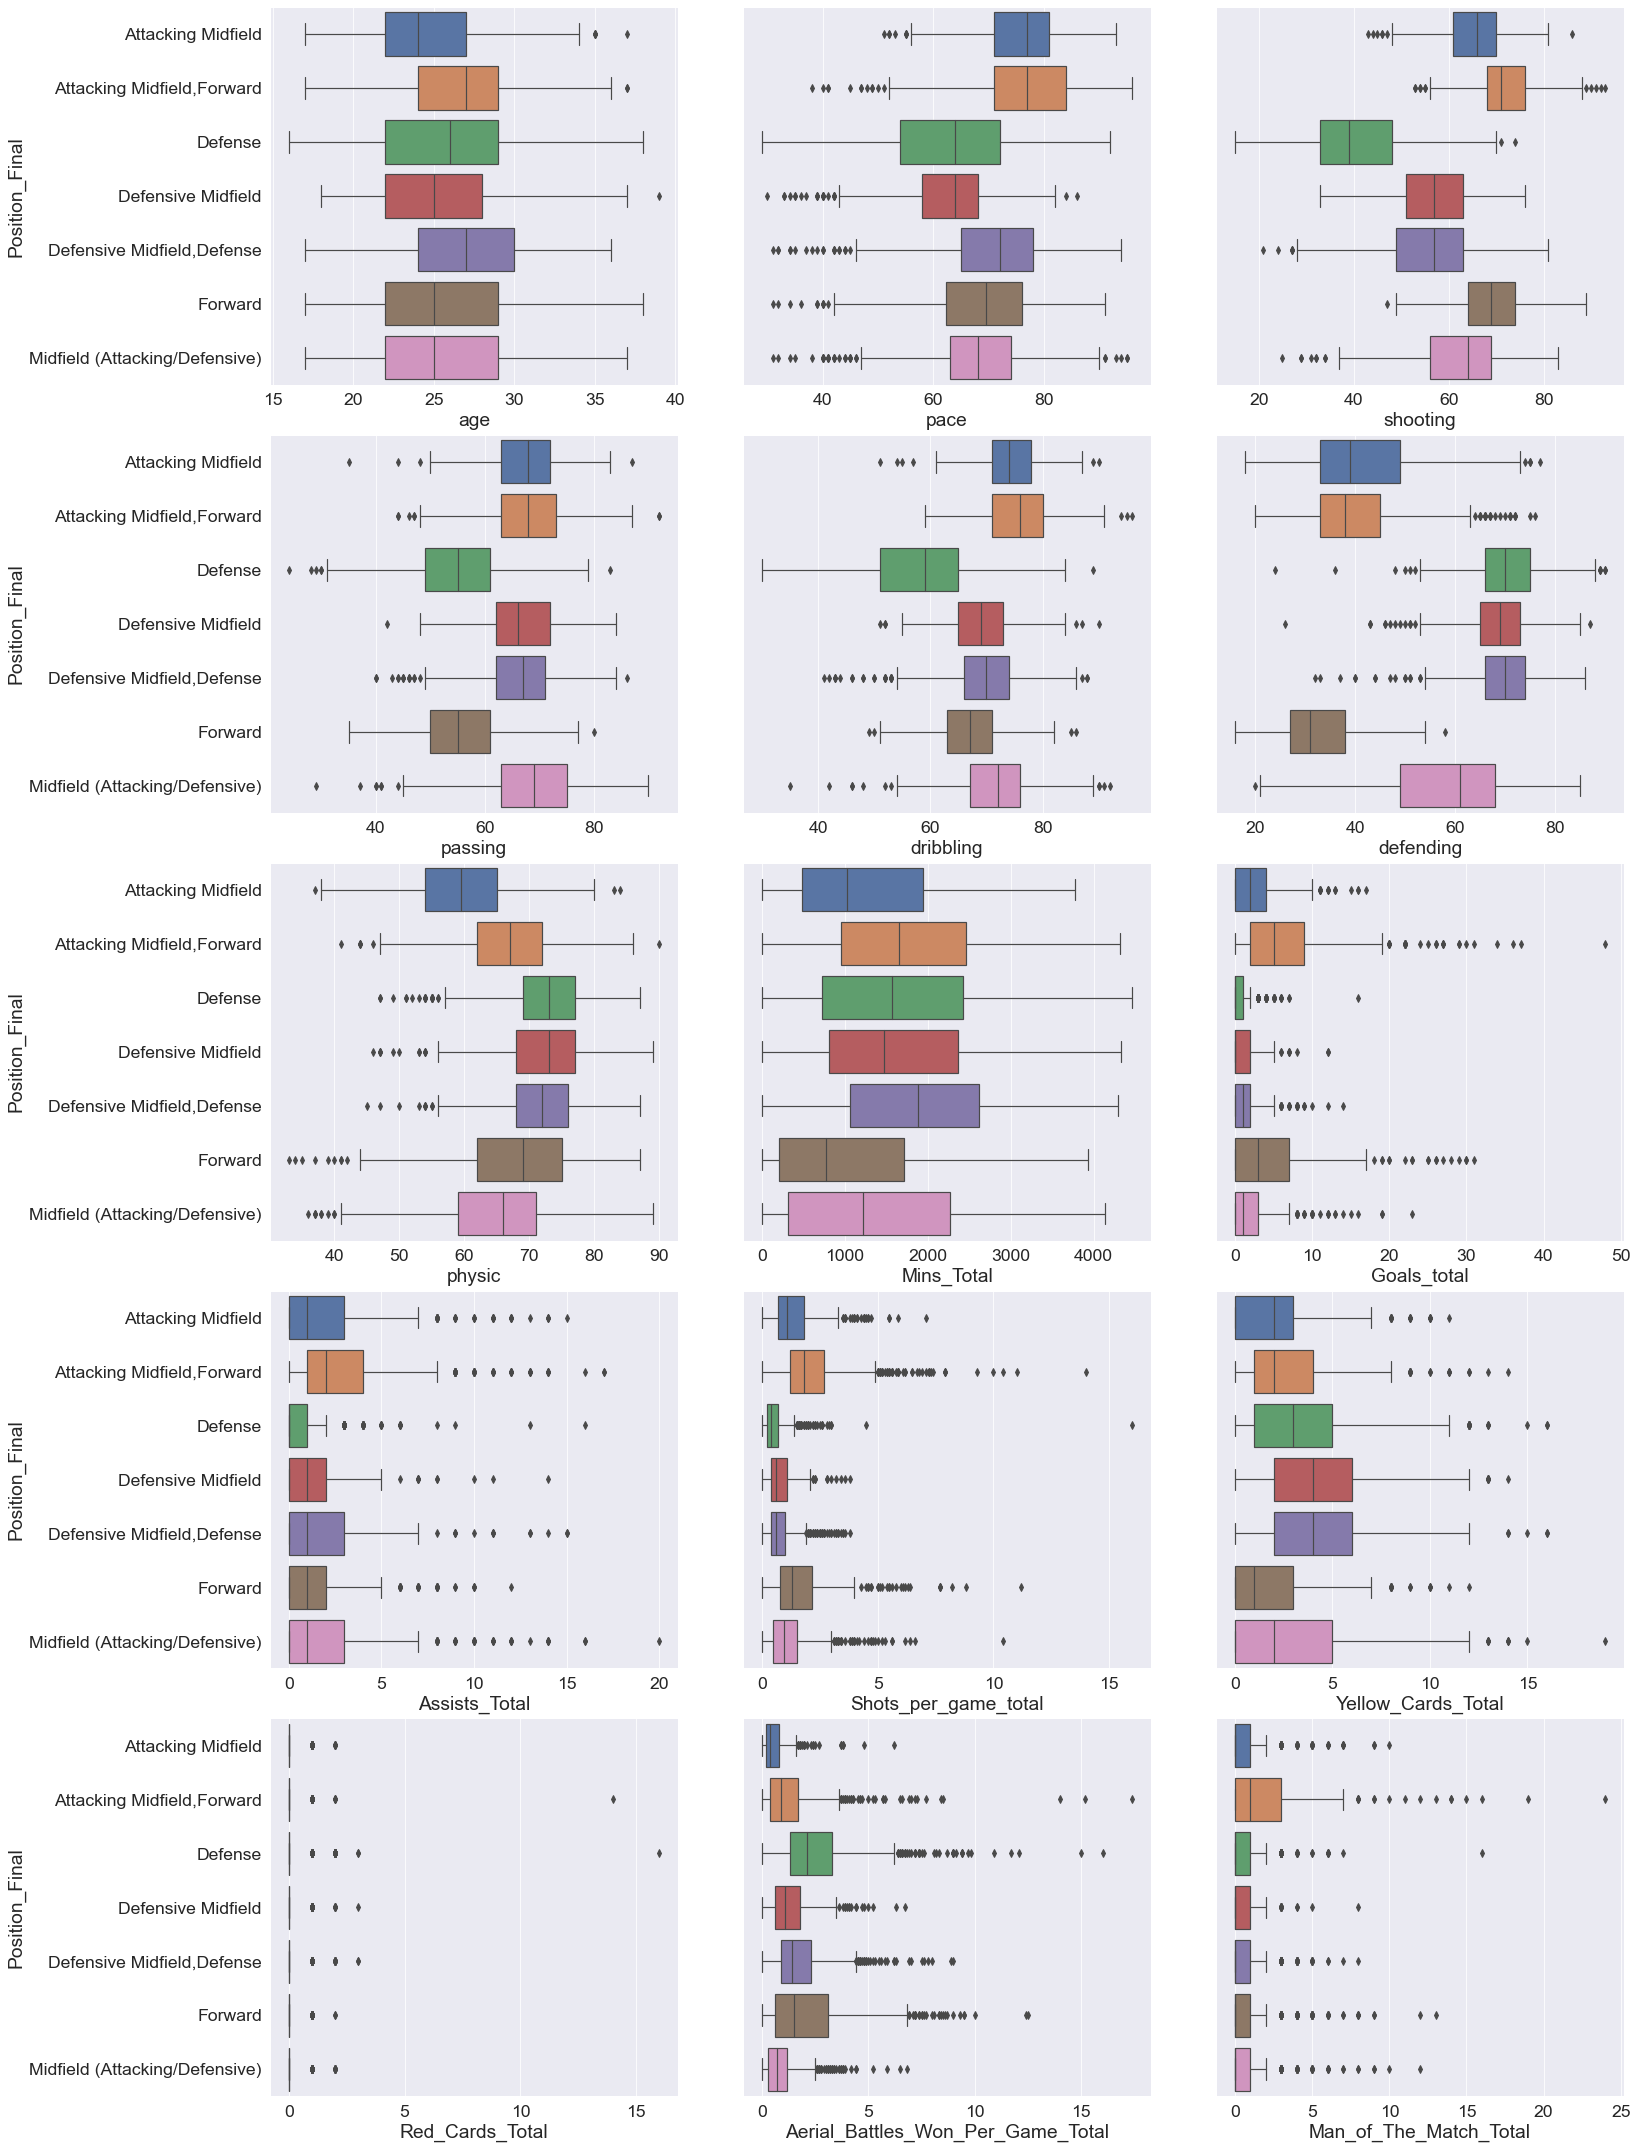 Attacking Midfield
Attacking Midfield,Forward
Defense
Defensive Midfield
Defensive Midfield,Defense
Forward
Midfield (Attacking/Defensive)
Position_Final
15 20 25 30 35 40
age
40 60 80
pace
20 40 60 80
shooting
Attacking Midfield
Attacking Midfield,Forward
Defense
Defensive Midfield
Defensive Midfield,Defense
Forward
Midfield (Attacking/Defensive)
Position_Final
40 60 80
passing
40 60 80
dribbling
20 40 60 80
defending
Attacking Midfield
Attacking Midfield,Forward
Defense
Defensive Midfield
Defensive Midfield,Defense
Forward
Midfield (Attacking/Defensive)
Position_Final
40 50 60 70 80 90
physic
0 1000 2000 3000 4000
Mins_Total
0 10 20 30 40 50
Goals_total
Attacking Midfield
Attacking Midfield,Forward
Defense
Defensive Midfield
Defensive Midfield,Defense
Forward
Midfield (Attacking/Defensive)
Position_Final
0 5 10 15 20
Assists_Total
0 5 10 15
Shots_per_game_total
0 5 10 15
Yellow_Cards_Total
Attacking Midfield
Attacking Midfield,Forward
Defense
Defensive Midfield
Defensive Midfield,Defense
Forward
Midfield (Attacking/Defensive)
Position_Final
0 5 10 15
Red_Cards_Total
0 5 10 15
Aerial_Battles_Won_Per_Game_Total
0 5 10 15 20 25
Man_of_The_Match_Total